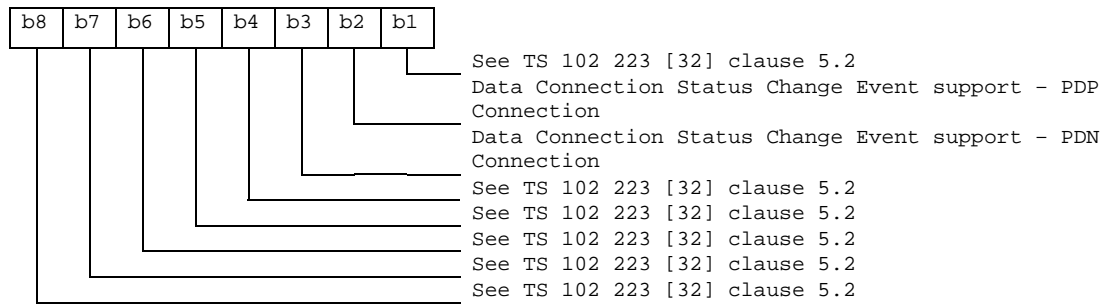 b8 b7 b6 b5 b4 b3 b2 b1
See TS 102 223 [32] clause 5.2
Data Connection Status Change Event support – PDP
Connection
Data Connection Status Change Event support – PDN
Connection
See TS 102 223 [32] clause 5.2
See TS 102 223 [32] clause 5.2
See TS 102 223 [32] clause 5.2
See TS 102 223 [32] clause 5.2
See TS 102 223 [32] clause 5.2